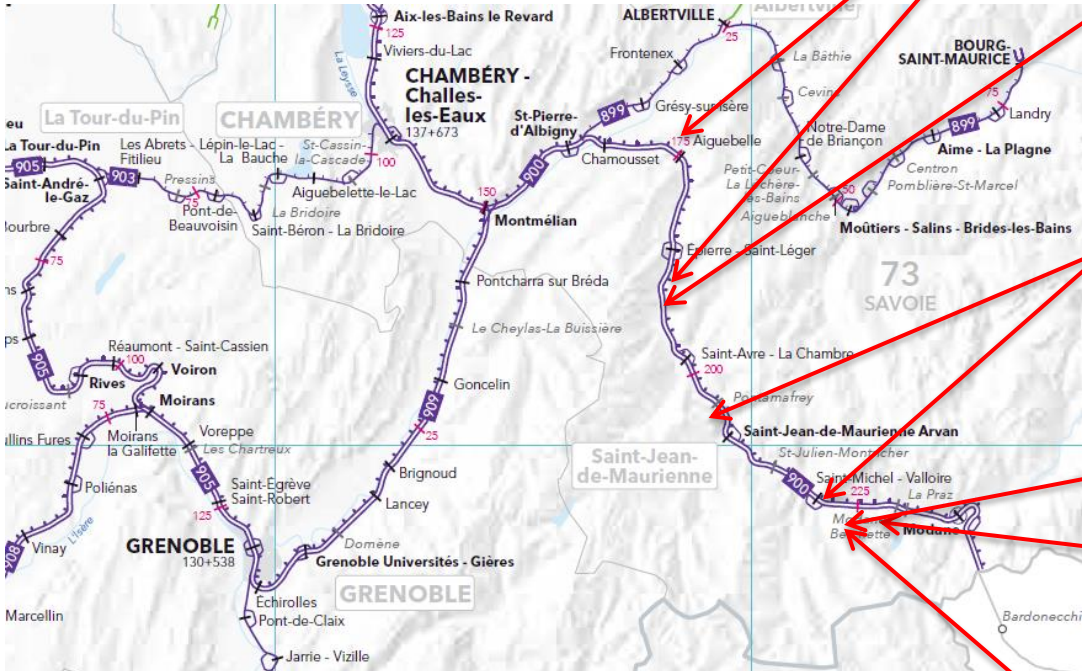 Aix-les-Bains le Revard
125
Viviers-du-Lac
La Leysse
CHAMBÉRY -
Challes-
les-Eaux
137+673
ALBERTVILLE
Albertville
25
Frontenex
La Bâthie
BOURG-
SAINT-MAURICE
Cevins
75
Landry
899
Grésy-sur-Isère
St-Pierre-
d'Albigny
899
Notre-Dame
de Briançon
Aime - La Plagne
La Tour-du-Pin
CHAMBÉRY
La Tour-du-Pin
Les Abrets -
Fitilieu
Lépin-le-Lac -
La Bauche
St-Cassin-
la-Cascade
100
900
Chamousset
175
Aiguebelle
Centron
Pomblière-St-Marcel
905
903
Saint-André-
le-Gaz
Pressins
75
Aiguebelette-le-Lac
150
Montmélian
Petit-Coeur-
La Léchère-
les-Bains
50
Aigueblanche
Pont-de-
Beauvoisin
La Bridoire
Saint-Béron - La Bridoire
Moûtiers - Salins - Brides-les-Bains
75
Épierre - Saint-Léger
73
SAVOIE
Pontcharra sur Bréda
Le Cheylas-La Buissière
905
Réaumont - Saint-Cassien
100
Voiron
Rives
Saint-Avre - La Chambre
200
Goncelin
Moirans
75
909
Pontamafrey
Moirans
la Galifette
Voreppe
Les Chartreux
25
Saint-Jean-de-Maurienne Arvan
Saint-Jean-
de-Maurienne
St-Julien-Montricher
Poliénas
905
Saint-Égrève
Saint-Robert
125
Brignoud
Lancey
900
Saint-Michel - Valloire
225
La Praz
Modane
L'Isère
908
Vinay
GRENOBLE
130+538
Domène
Grenoble Universités - Gières
GRENOBLE
Échirolles
Pont-de-Claix
Marcellin
Jarrie - Vizille